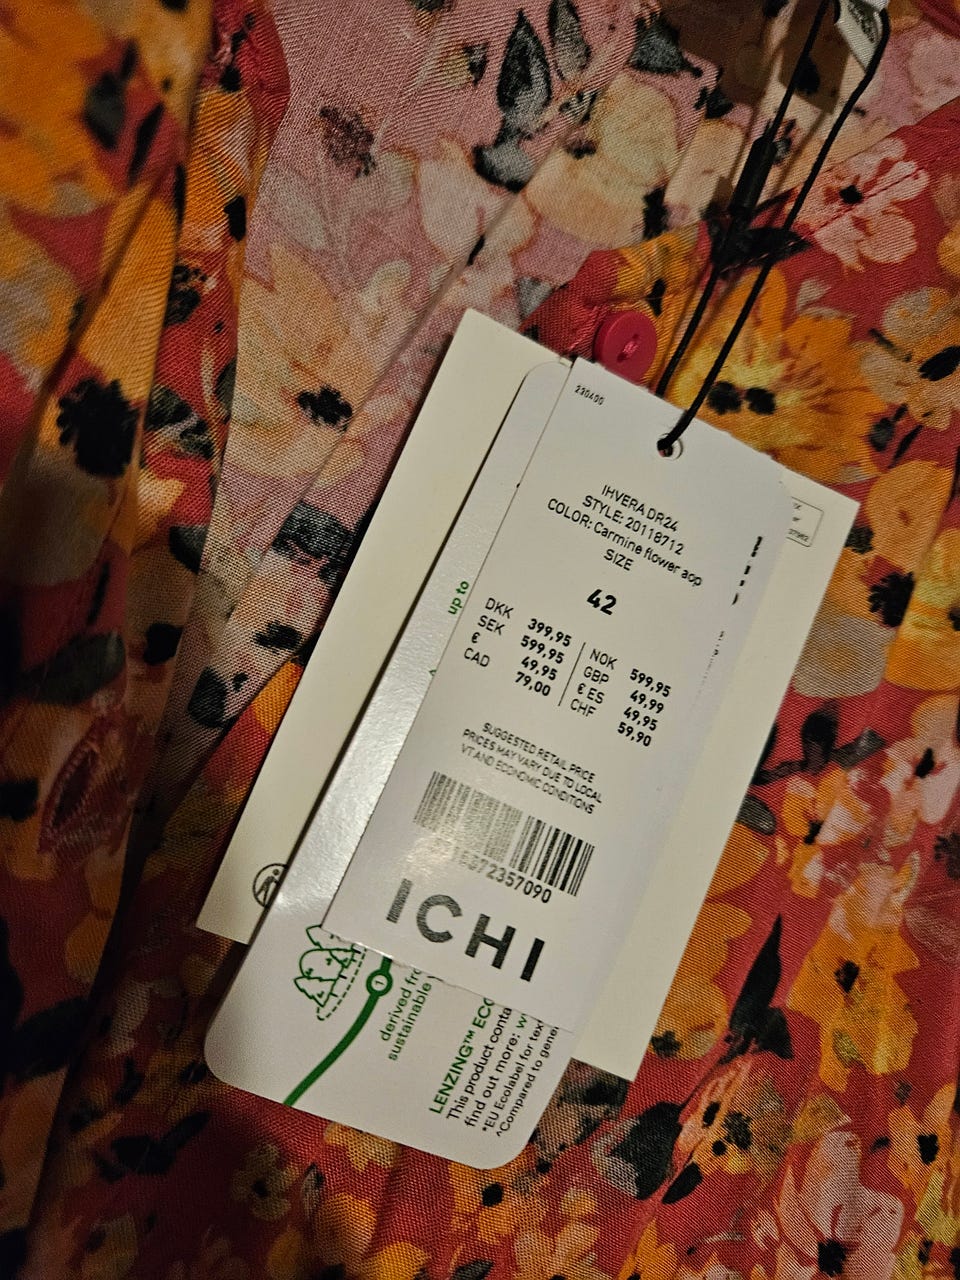 230400
IHVERA DR24
STYLE: 20118712
COLOR: Carmine flower aop
SIZE
42
DKK 399,95
SEK 599,95
€ 49,95
CAD 79,00
NOK 599,95
GBP 49,99
€ ES 49,95
CHF 59,90
SUGGESTED RETAIL PRICE
PRICES MAY VARY DUE TO LOCAL
VT AND ECONOMIC CONDITIONS
72357090
ICHI
up to
1
derived fro
sustainable
LENZING™ ECO
This product conta
find out more: w
*EU Ecolabel for tex
^Compared to gene